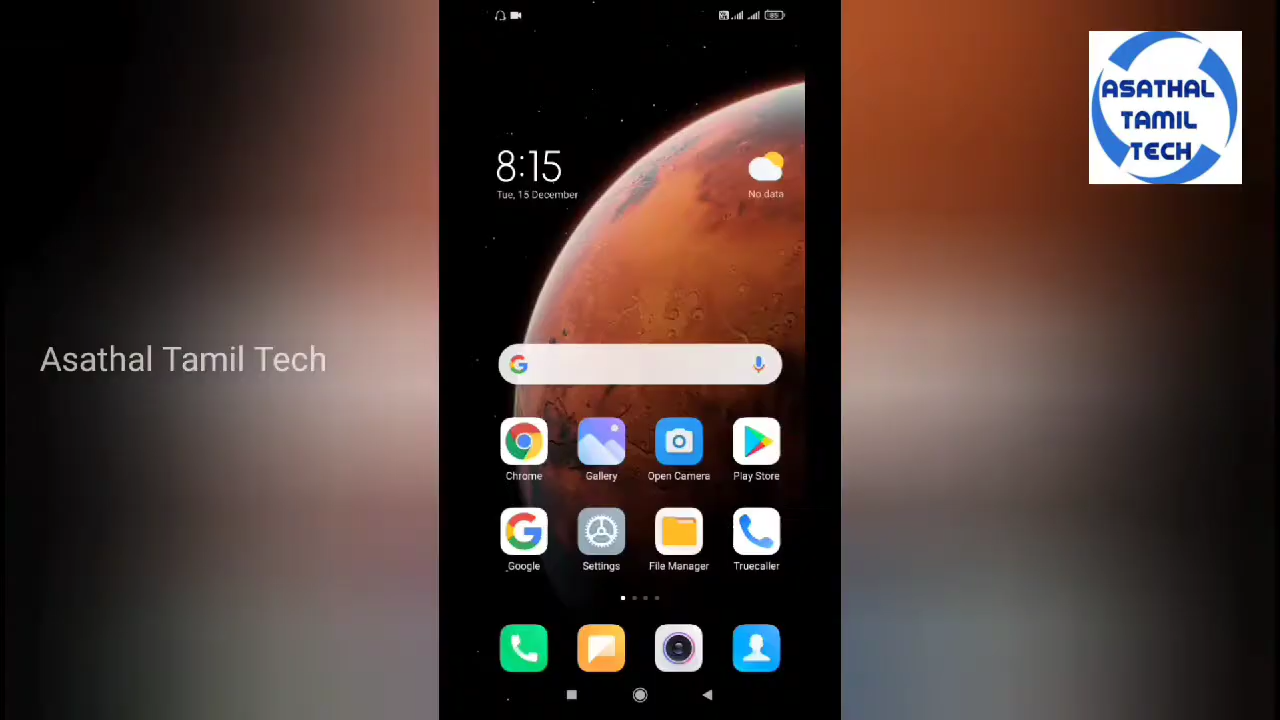 8:15
Tue, 15 December
No data
ASATHAL
TAMIL
TECH
Asathal Tamil Tech
Chrome
Gallery
Open Camera
Play Store
Google
Settings
File Manager
Truecaller